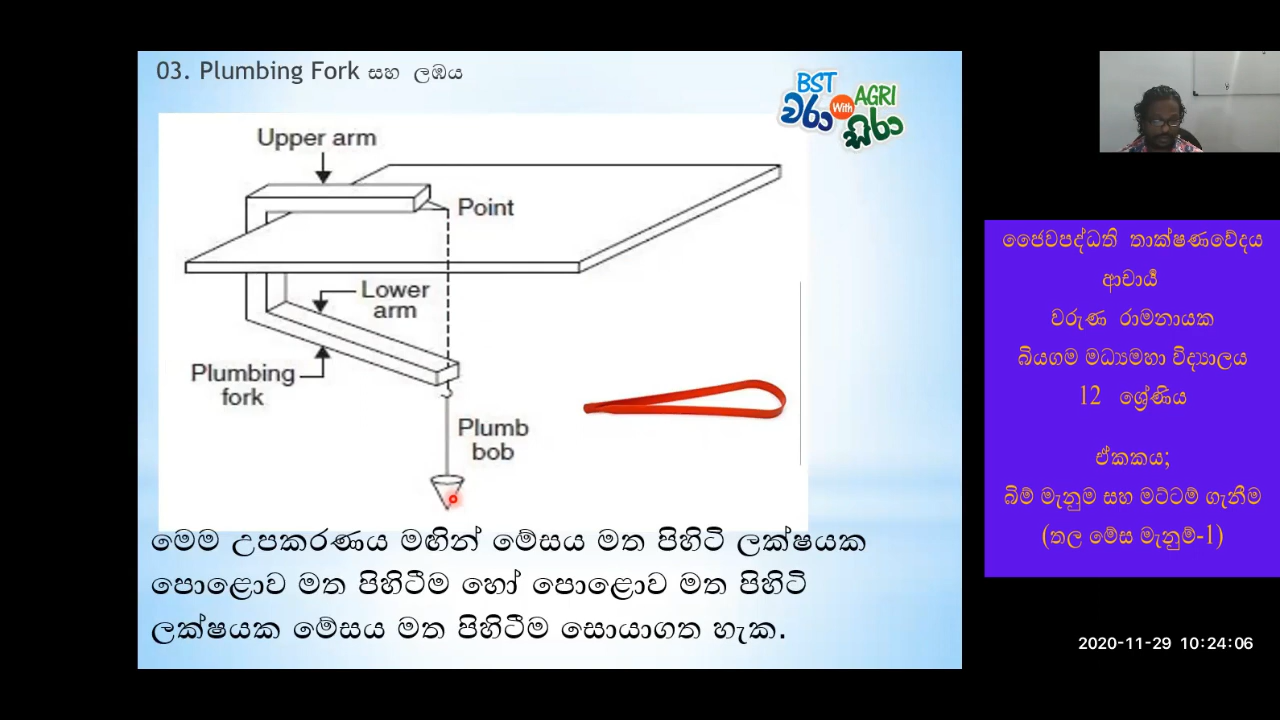 03. Plumbing Fork සහ ලඹය
BST
වරා With AGRI
සිරා
Upper arm
Point
Lower
arm
Plumbing
fork
Plumb
bob
මෙම උපකරණය මඟින් මේසය මත පිහිටි ලක්ෂයක
පොළොව මත පිහිටීම හෝ පොළොව මත පිහිටි
ලක්ෂයක මේසය මත පිහිටීම සොයාගත හැක.
ජෛවපද්ධති තාක්ෂණවේදය
ආචාර්‍ය
වරුණ රාමනායක
බියගම මධ්‍යමහා විද්‍යාලය
12 ශ්‍රේණිය
ඒකකය;
බිම් මැනුම සහ මට්ටම් ගැනීම
(තල මේස මැනුම්-1)
2020-11-29 10:24:06